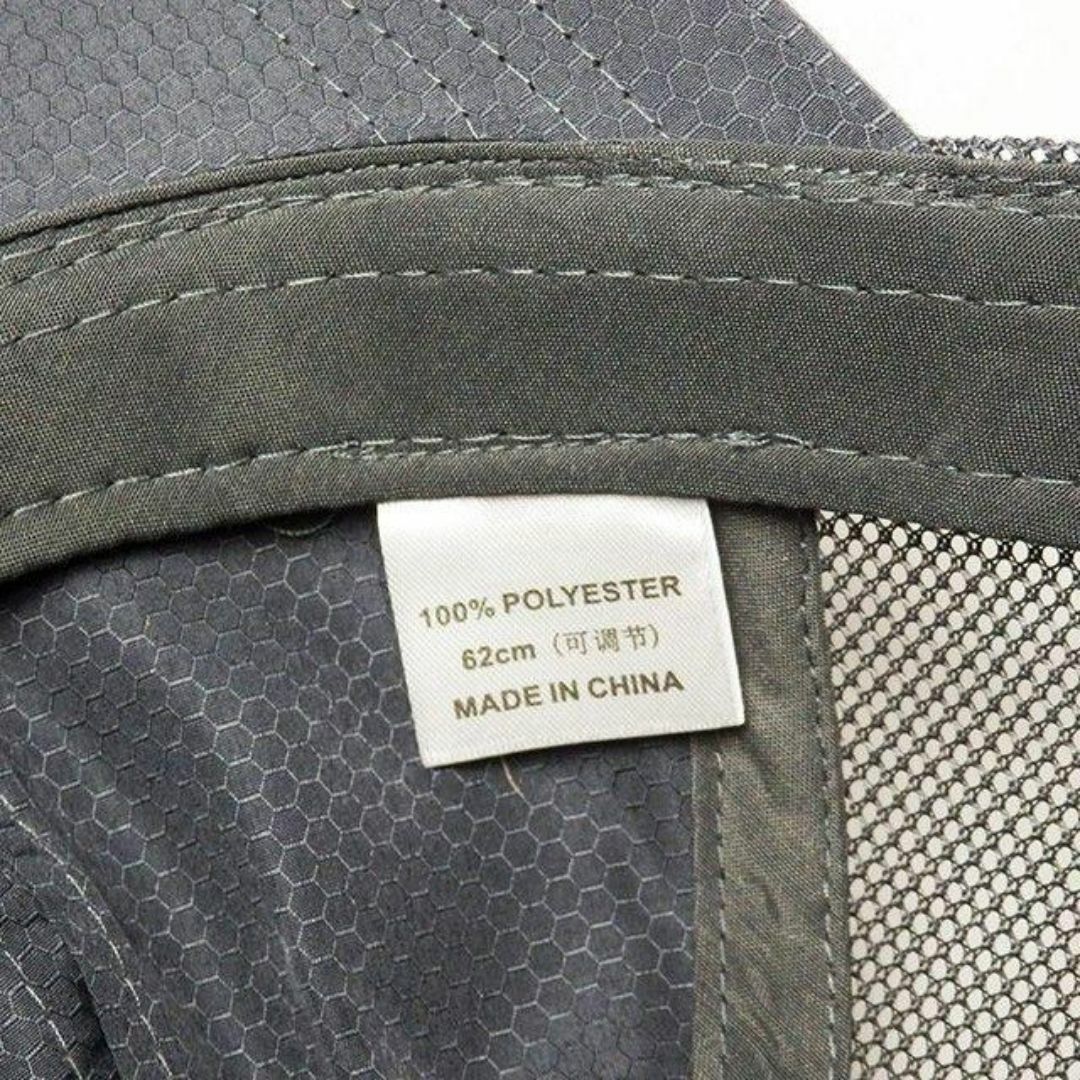 100% POLYESTER
62cm (可调节)
MADE IN CHINA